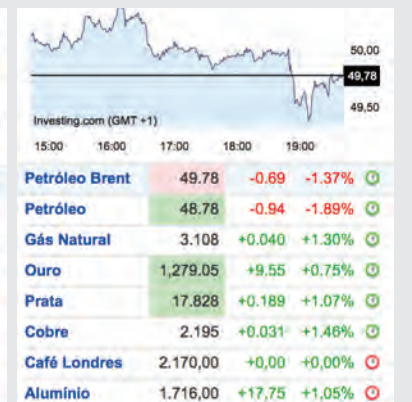 50,00
49,78
49,50
Investing.com (GMT +1)
15:00 16:00 17:00 18:00 19:00
Petróleo Brent 49.78 -0.69 -1.37%
Petróleo 48.78 -0.94 -1.89%
Gás Natural 3.108 +0.040 +1.30%
Ouro 1,279.05 +9.55 +0.75%
Prata 17.828 +0.189 +1.07%
Cobre 2.195 +0.031 +1.46%
Café Londres 2.170,00 +0,00 +0,00%
Alumínio 1.716,00 +17,75 +1,05%